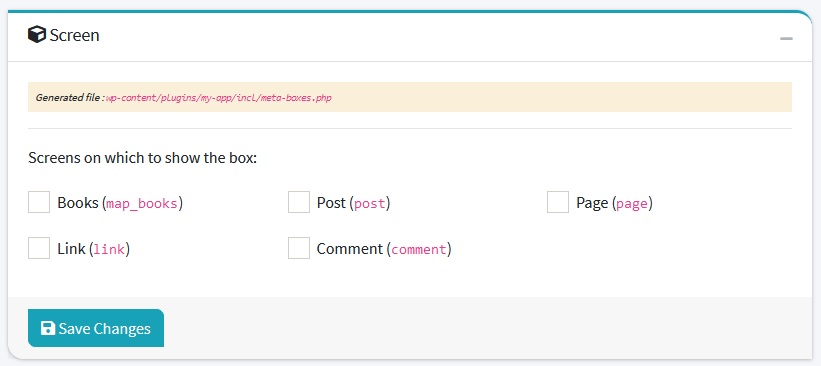 Screen
Generated file : wp-content/plugins/my-app/incl/meta-boxes.php
Screens on which to show the box:
Books (map_books) Post (post) Page (page)
Link (link) Comment (comment)
Save Changes